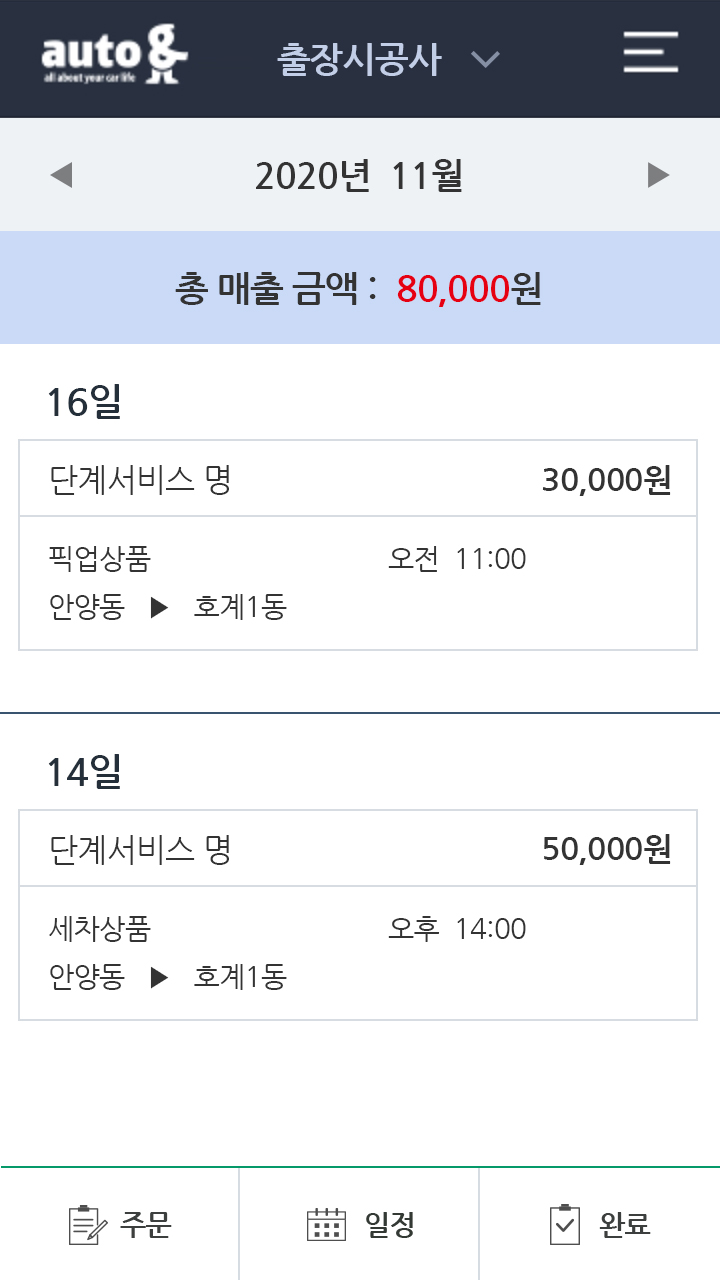 auto&
all about your car life
출장시공사
2020년 11월
총 매출 금액 : 80,000원
16일
단계서비스 명 30,000원
픽업상품 오전 11:00
안양동 ▶ 호계1동
14일
단계서비스 명 50,000원
세차상품 오후 14:00
안양동 ▶ 호계1동
주문 일정 완료